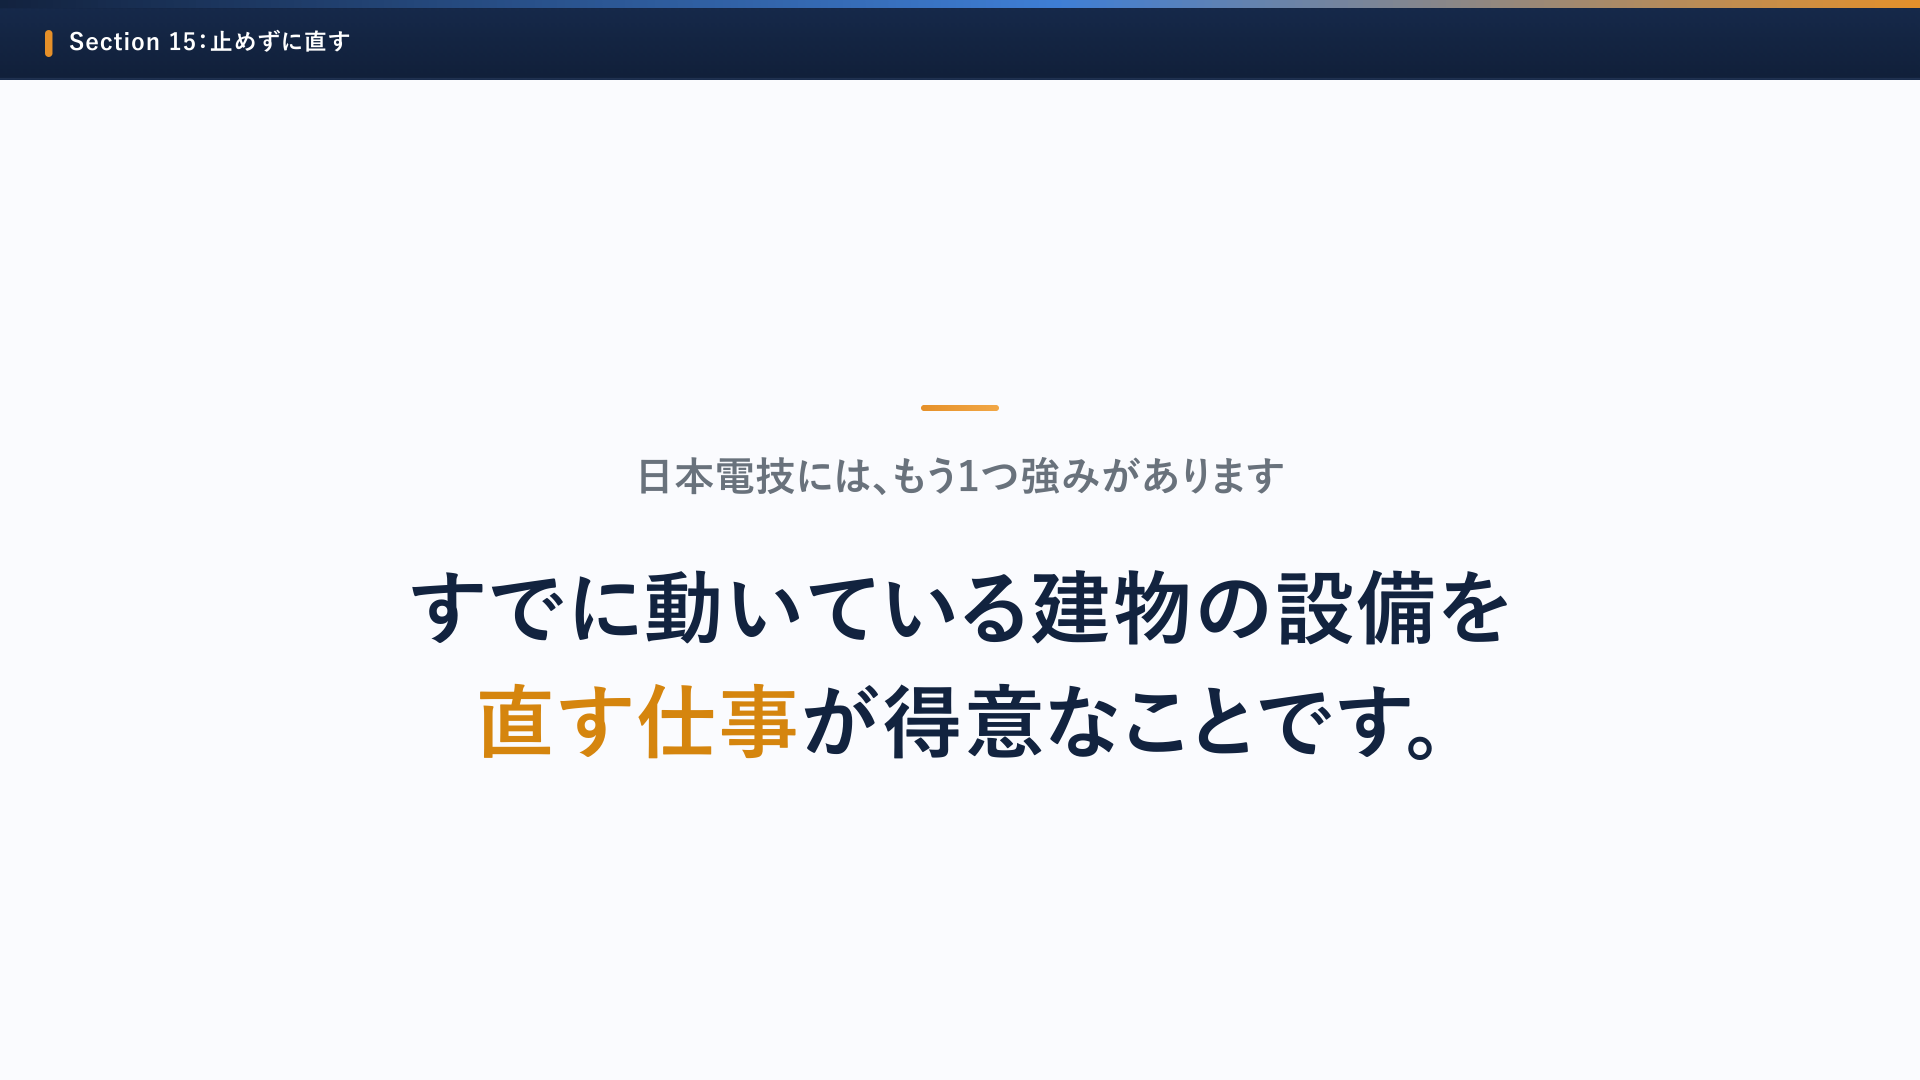 Section 15：止めずに直す
日本電技には、もう1つ強みがあります
すでに動いている建物の設備を
直す仕事が得意なことです。